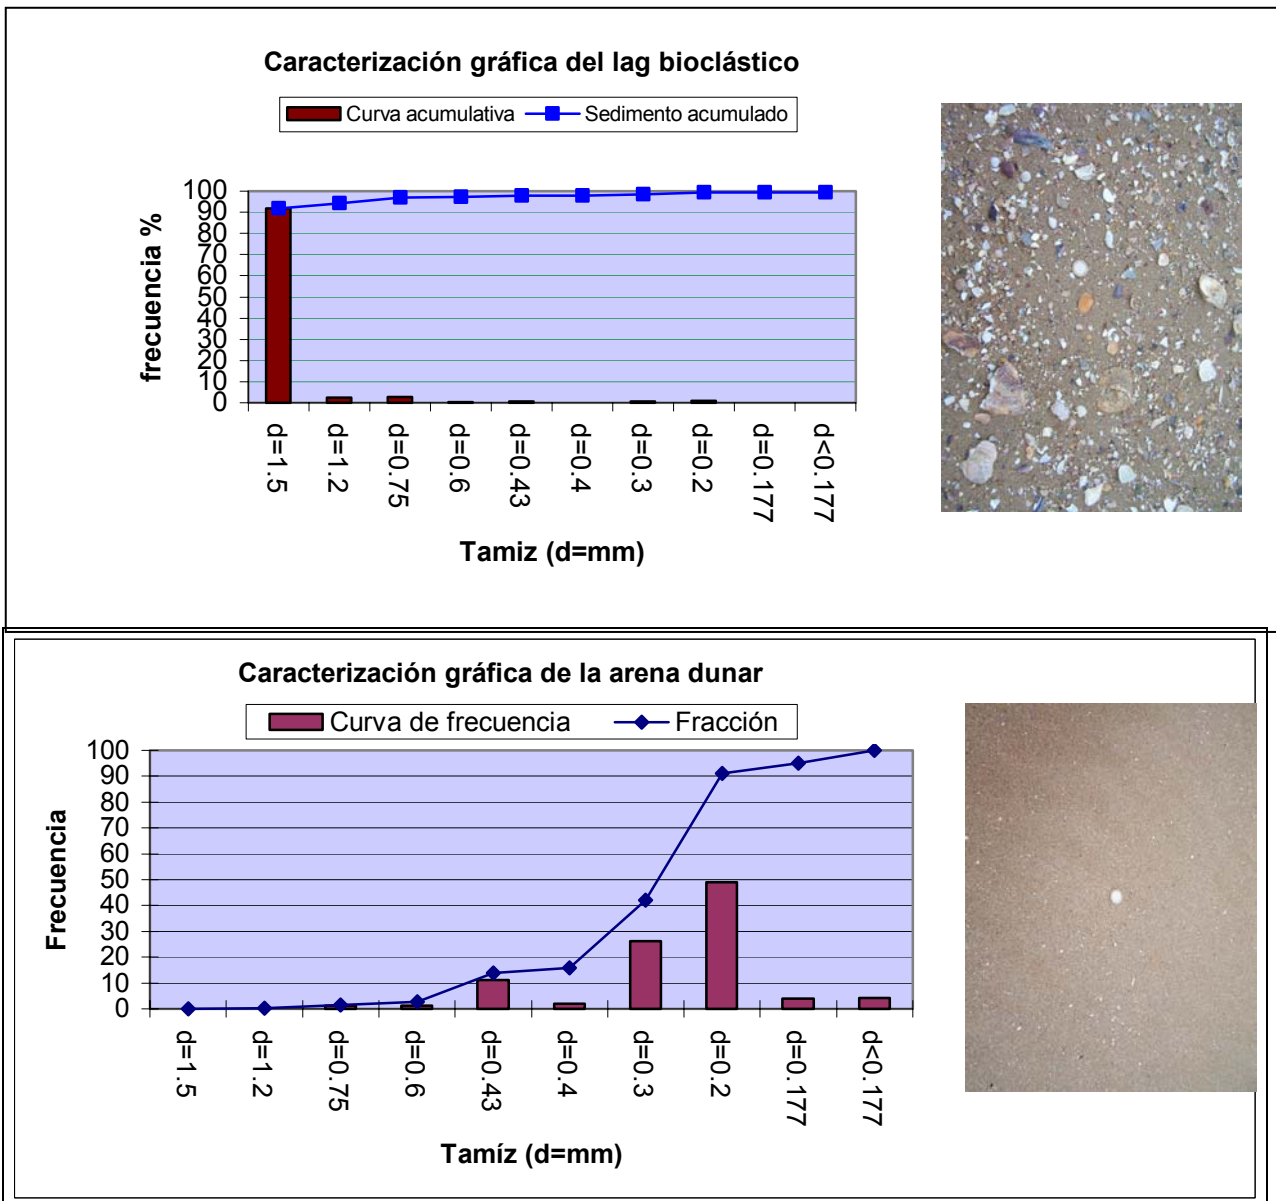 Caracterización gráfica del lag bioclástico
Curva acumulativa Sedimento acumulado
frecuencia %
100
90
80
70
60
50
40
30
20
10
0
d=1.5
d=1.2
d=0.75
d=0.6
d=0.43
d=0.4
d=0.3
d=0.2
d=0.177
d<0.177
Tamiz (d=mm)
Caracterización gráfica de la arena dunar
Curva de frecuencia Fracción
Frecuencia
100
90
80
70
60
50
40
30
20
10
0
d=1.5
d=1.2
d=0.75
d=0.6
d=0.43
d=0.4
d=0.3
d=0.2
d=0.177
d<0.177
Tamíz (d=mm)